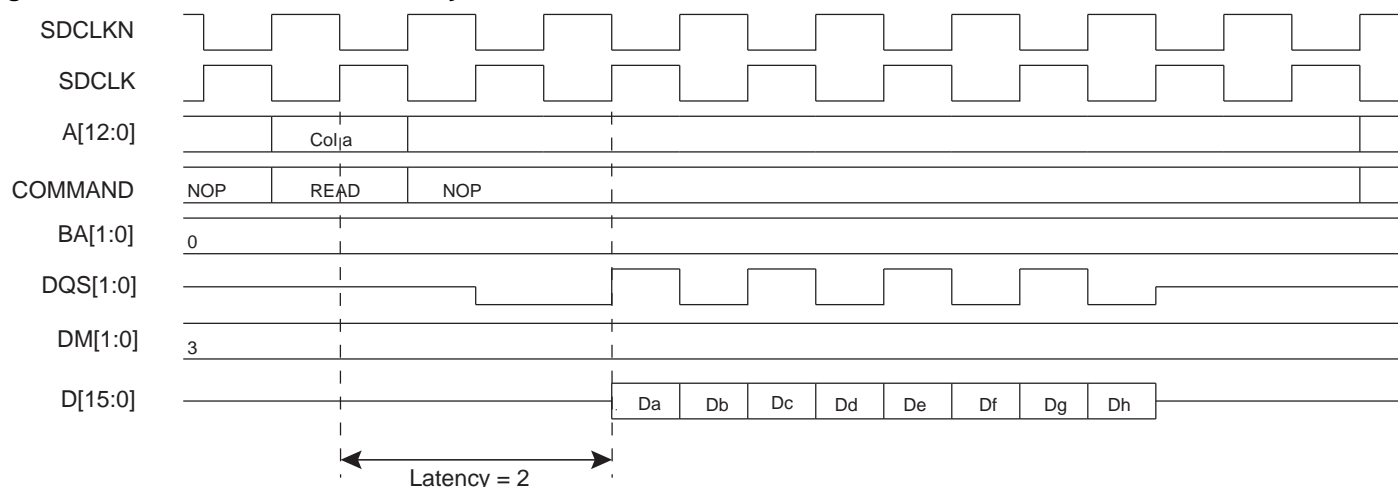 SDCLKN
SDCLK
A[12:0] Col a
COMMAND NOP READ NOP
BA[1:0] 0
DQS[1:0]
DM[1:0] 3
D[15:0] Da Db Dc Dd De Df Dg Dh
Latency = 2